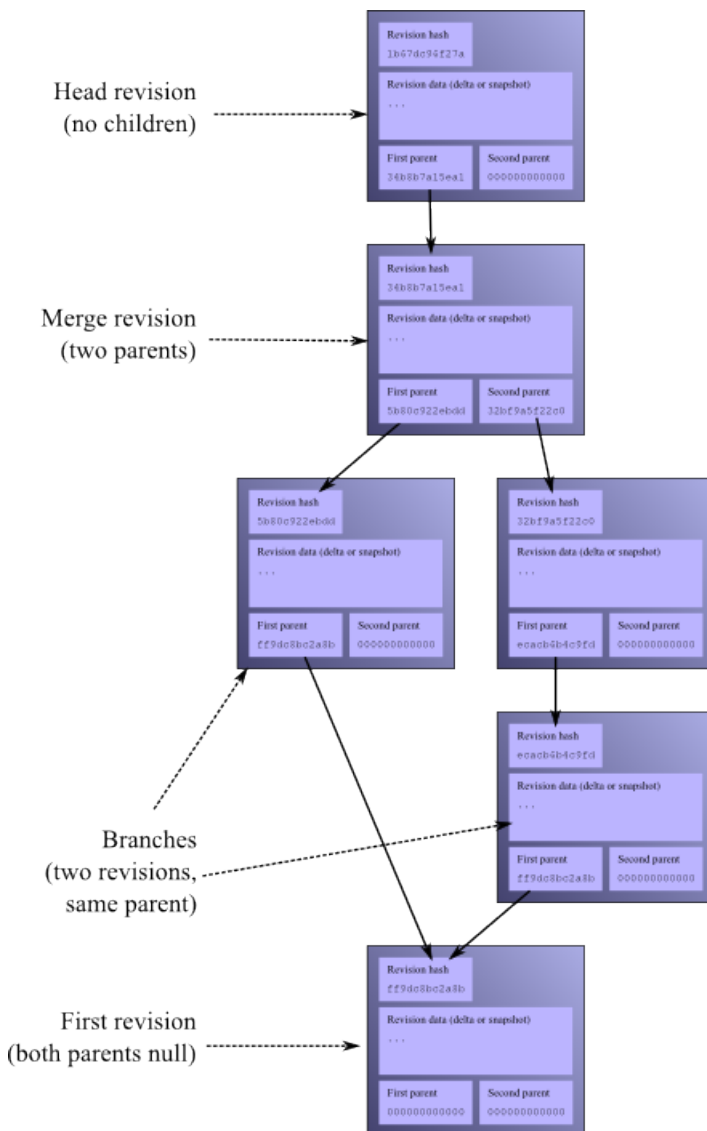 Revision hash
1b67dc96f27a
Revision data (delta or snapshot)
...
Head revision
(no children)
First parent
34b8b7a15ea1
Second parent
000000000000
Revision hash
34b8b7a15ea1
Revision data (delta or snapshot)
...
Merge revision
(two parents)
First parent
5b80c922ebdd
Second parent
32bf9a5f22c0
Revision hash
5b80c922ebdd
Revision data (delta or snapshot)
...
First parent
ff9dc8bc2a8b
Second parent
000000000000
Revision hash
32bf9a5f22c0
Revision data (delta or snapshot)
...
First parent
ecacb6b4c9fd
Second parent
000000000000
Revision hash
ecacb6b4c9fd
Revision data (delta or snapshot)
...
First parent
ff9dc8bc2a8b
Second parent
000000000000
Branches
(two revisions,
same parent)
Revision hash
ff9dc8bc2a8b
Revision data (delta or snapshot)
...
First revision
(both parents null)
First parent
000000000000
Second parent
000000000000